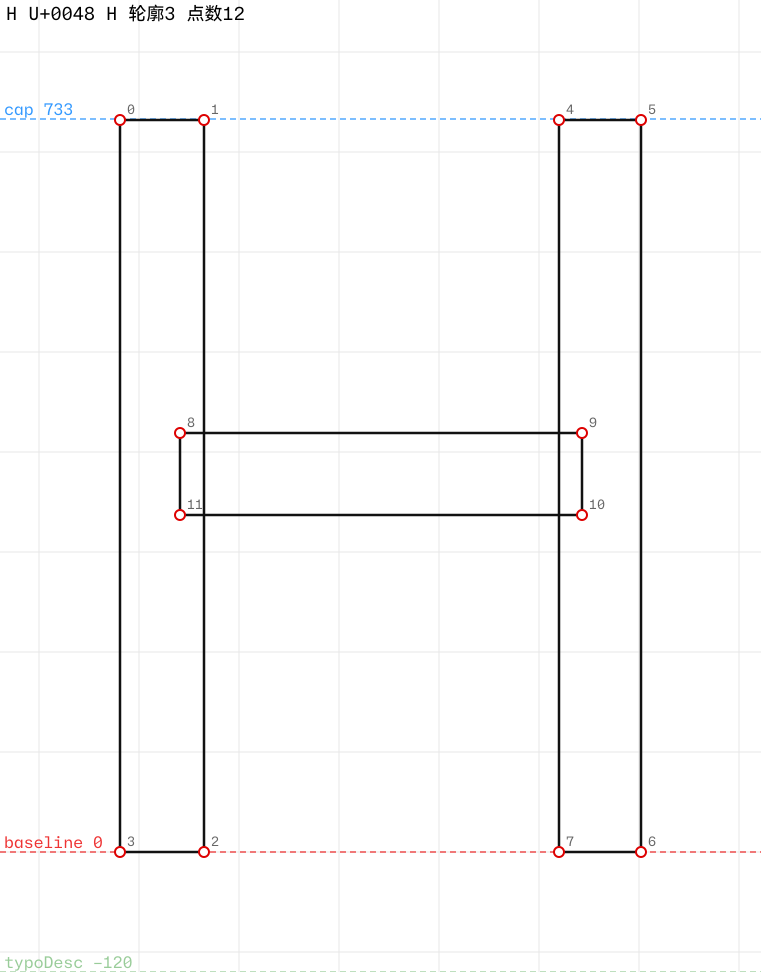 H U+0048 H 轮廓3 点数12
cap 733
0 1 4 5
8 9
11 10
baseline 0 3 2 7 6
typoDesc -120